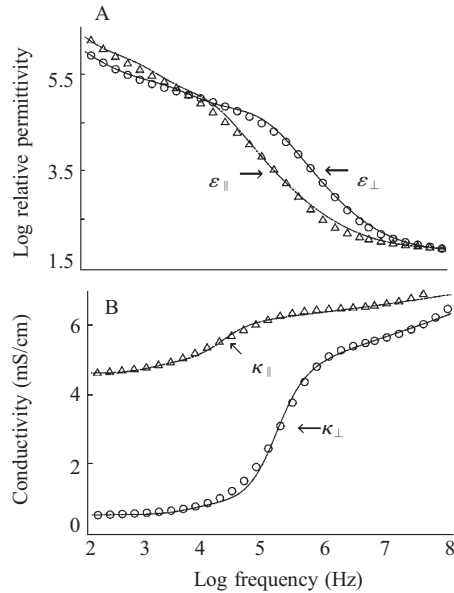 A
Log relative permittivity
5.5
3.5
1.5
ε∥
ε⊥
B
Conductivity (mS/cm)
6
4
2
0
κ∥
κ⊥
2 3 4 5 6 7 8
Log frequency (Hz)